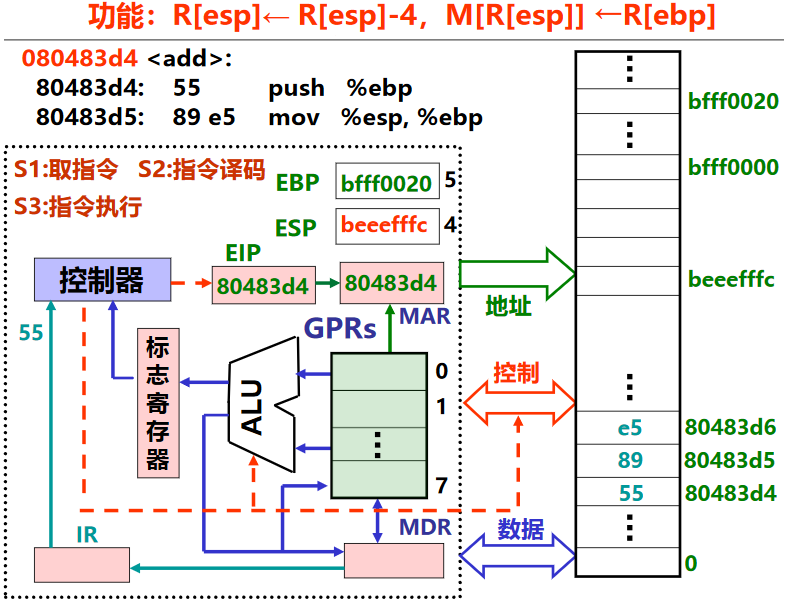 功能：R[esp]← R[esp]-4，M[R[esp]] ←R[ebp]
080483d4 <add>:
80483d4: 55 push %ebp
80483d5: 89 e5 mov %esp, %ebp
S1:取指令 S2:指令译码
S3:指令执行
EBP bfff0020 5
ESP beeefffc 4
EIP
控制器
80483d4
80483d4
MAR
GPRs
55
标志寄存器
ALU
0
1
⋮
7
IR
MDR
地址
控制
数据
⋮
bfff0020
⋮
bfff0000
beeefffc
⋮
e5 80483d6
89 80483d5
55 80483d4
⋮
0